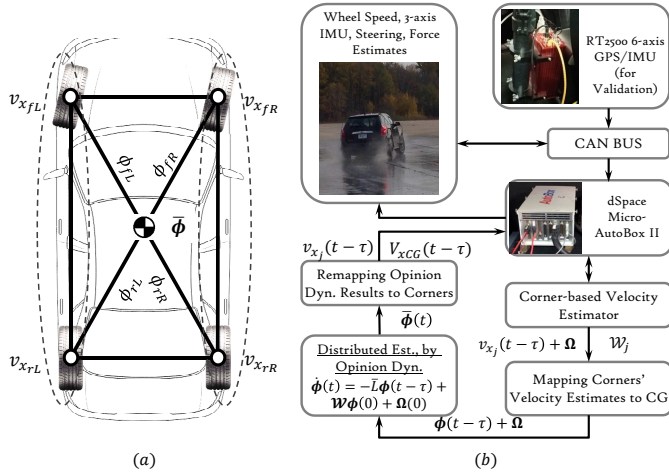 v_{x_{fL}}
v_{x_{fR}}
ϕ_{fL}
ϕ_{fR}
ϕ̄
ϕ_{rL}
ϕ_{rR}
v_{x_{rL}}
v_{x_{rR}}
(a)
Wheel Speed, 3-axis
IMU, Steering, Force
Estimates
RT2500 6-axis
GPS/IMU
(for
Validation)
CAN BUS
dSpace
Micro-
AutoBox II
v_{x_j}(t − τ)
V_{xCG}(t − τ)
Remapping Opinion
Dyn. Results to Corners
ϕ̄(t)
Distributed Est., by
Opinion Dyn.
ϕ̇(t) = −L̄ϕ(t − τ) +
𝒲ϕ(0) + Ω(0)
Corner-based Velocity
Estimator
v_{x_j}(t − τ) + Ω
𝒲_j
Mapping Corners'
Velocity Estimates to CG
ϕ(t − τ) + Ω
(b)